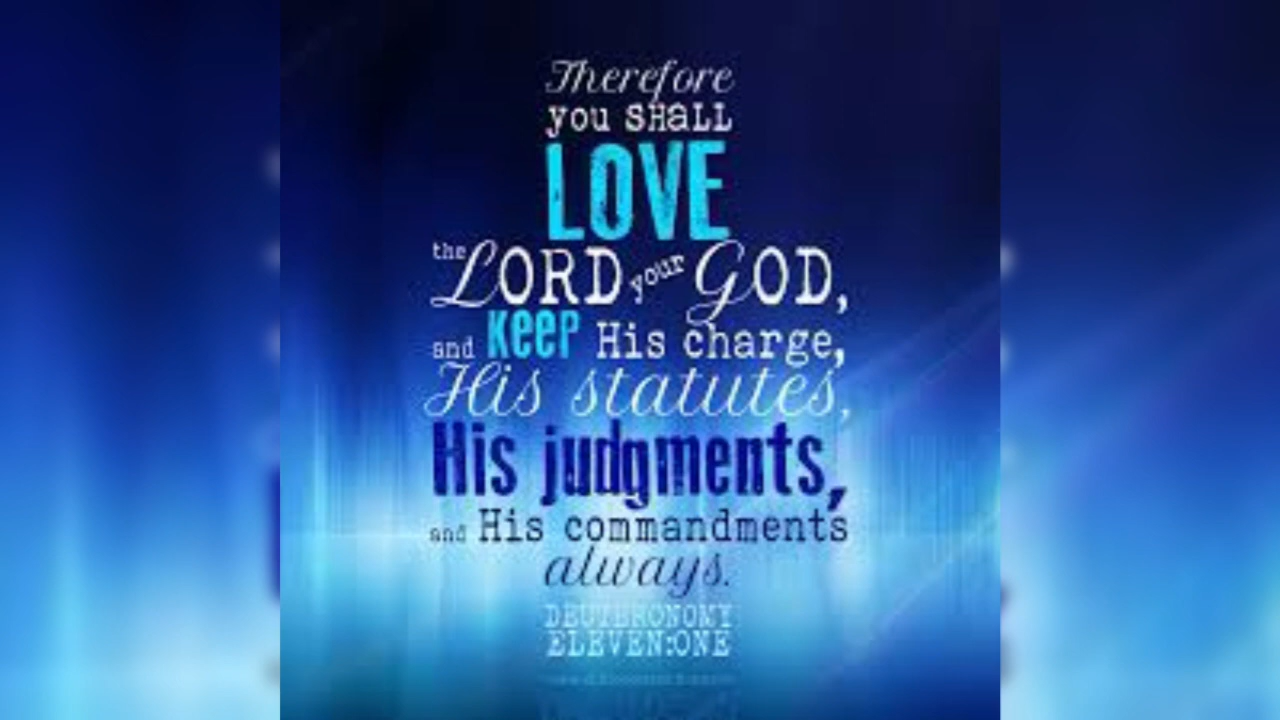 Therefore
you SHALL
LOVE
the LORD your GOD,
and KEEP His charge,
His statutes,
His judgments,
and His commandments
always.
DEUTERONOMY
ELEVEN:ONE